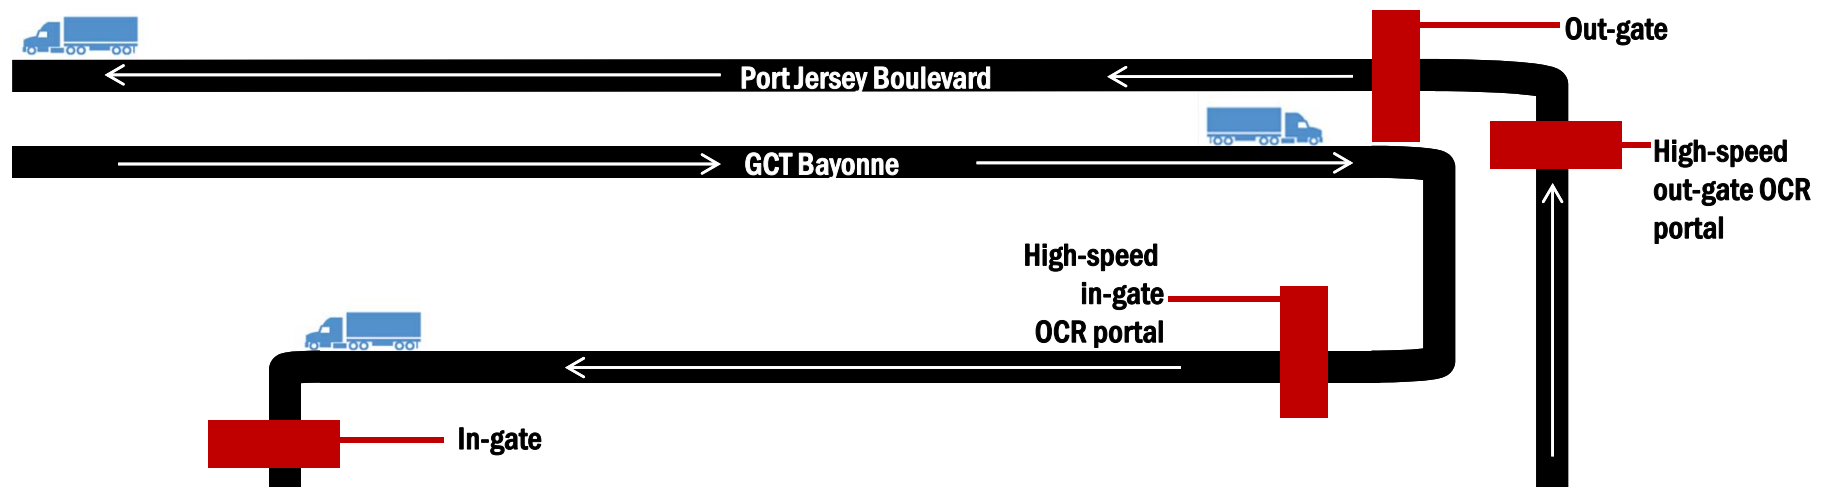 Out-gate
Port Jersey Boulevard
High-speed
out-gate OCR
portal
GCT Bayonne
High-speed
in-gate
OCR portal
In-gate